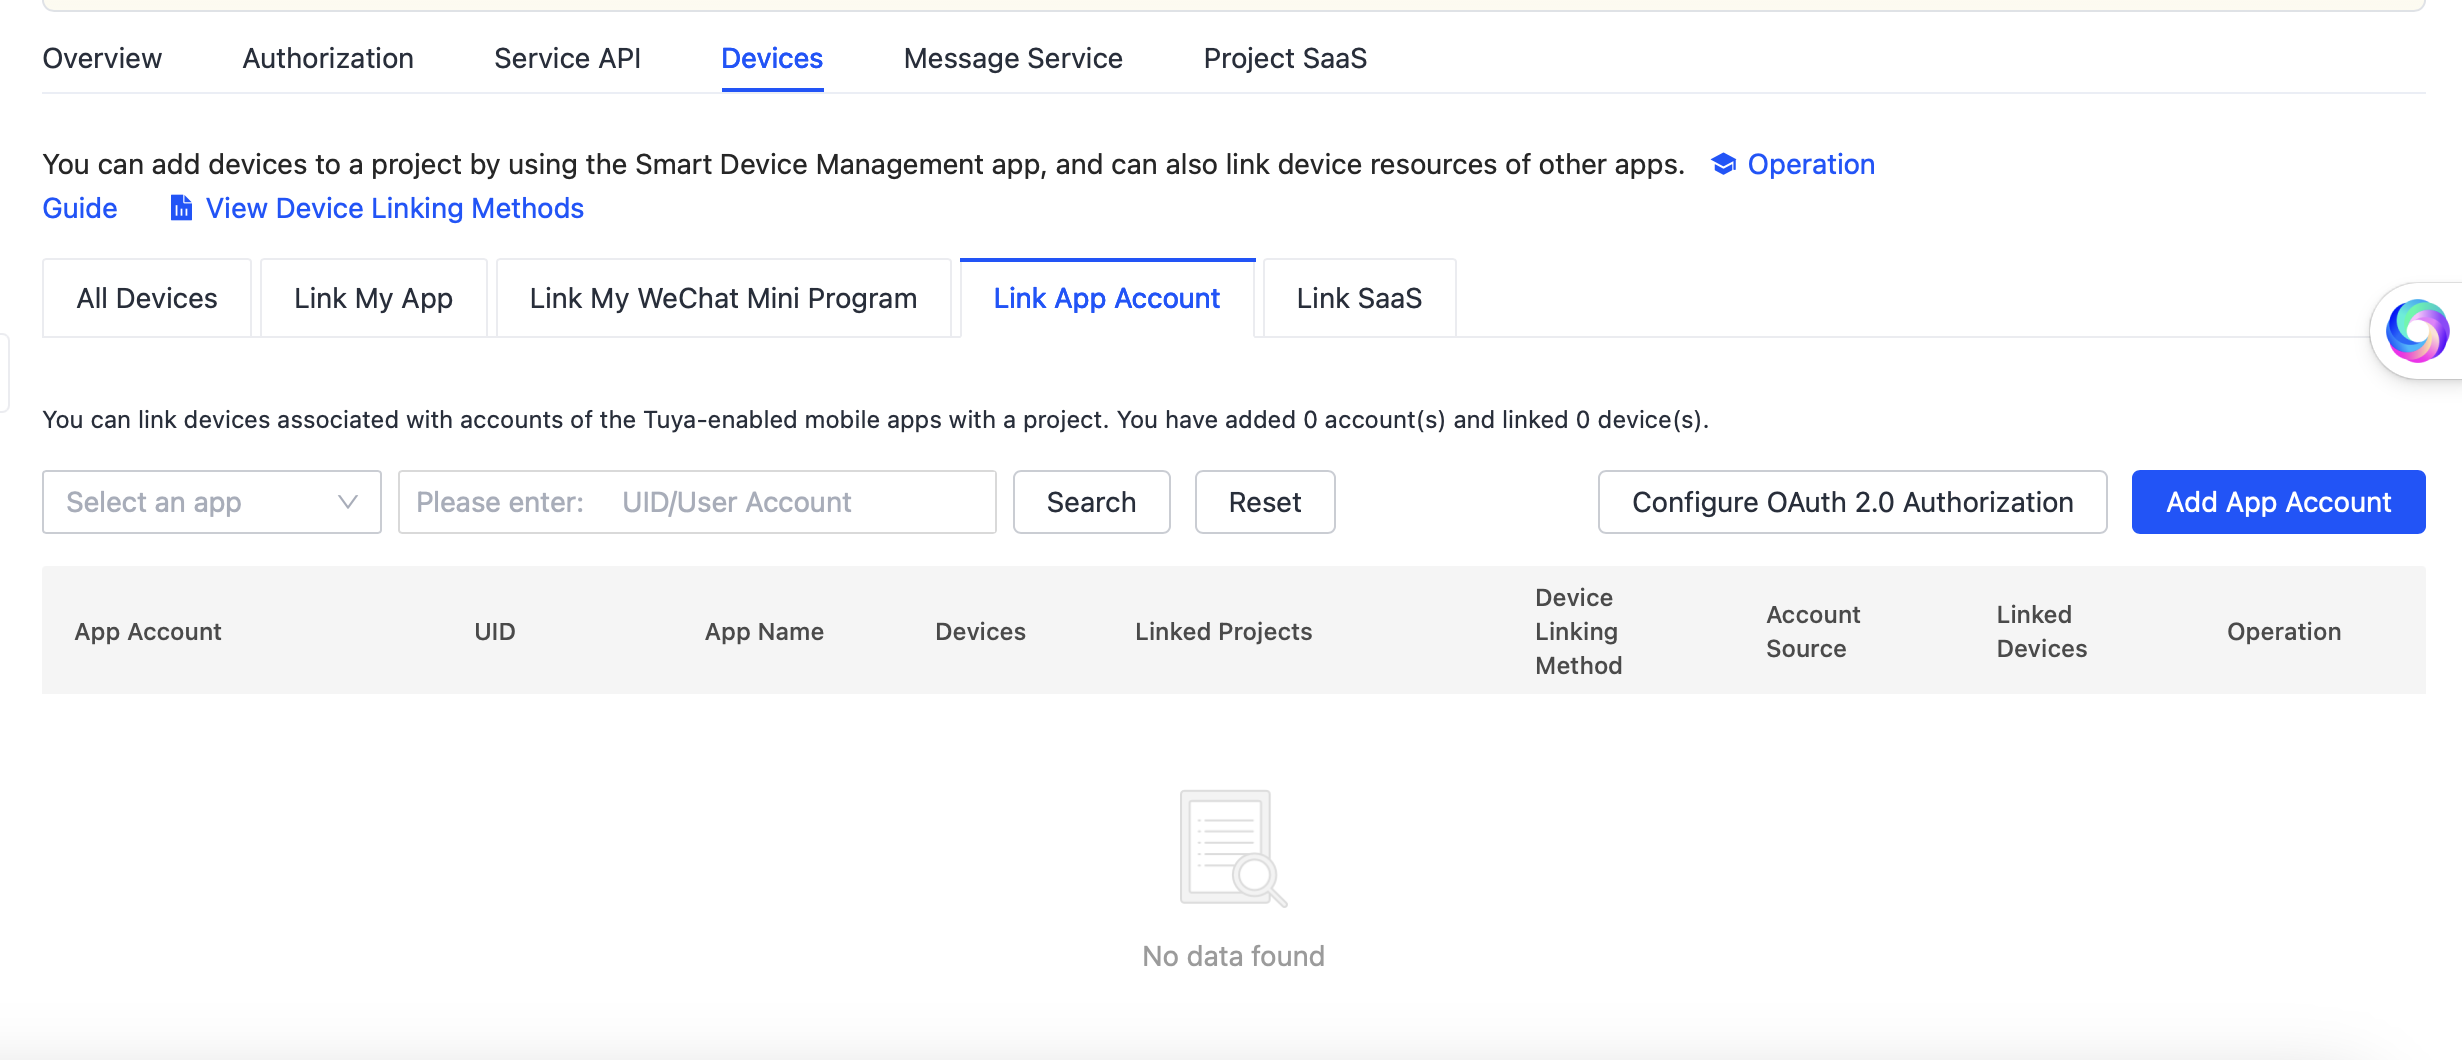 Overview Authorization Service API Devices Message Service Project SaaS
You can add devices to a project by using the Smart Device Management app, and can also link device resources of other apps. Operation
Guide View Device Linking Methods
All Devices Link My App Link My WeChat Mini Program Link App Account Link SaaS
You can link devices associated with accounts of the Tuya-enabled mobile apps with a project. You have added 0 account(s) and linked 0 device(s).
Select an app Please enter: UID/User Account Search Reset Configure OAuth 2.0 Authorization Add App Account
App Account UID App Name Devices Linked Projects Device Linking Method Account Source Linked Devices Operation
No data found